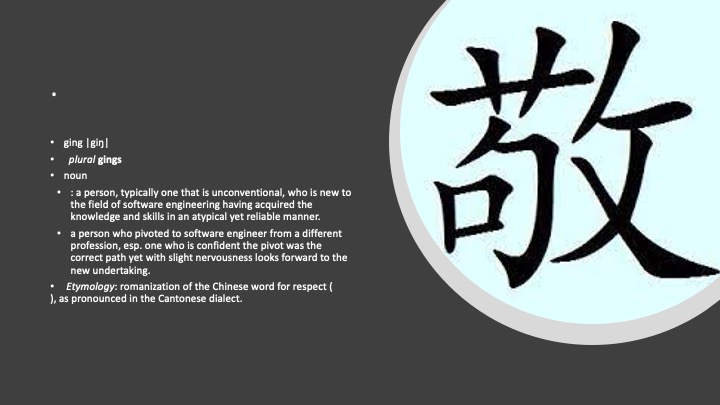 •
• ging |giŋ|
• plural gings
• noun
• : a person, typically one that is unconventional, who is new to
the field of software engineering having acquired the
knowledge and skills in an atypical yet reliable manner.
• a person who pivoted to software engineer from a different
profession, esp. one who is confident the pivot was the
correct path yet with slight nervousness looks forward to the
new undertaking.
• Etymology: romanization of the Chinese word for respect (
), as pronounced in the Cantonese dialect.
敬